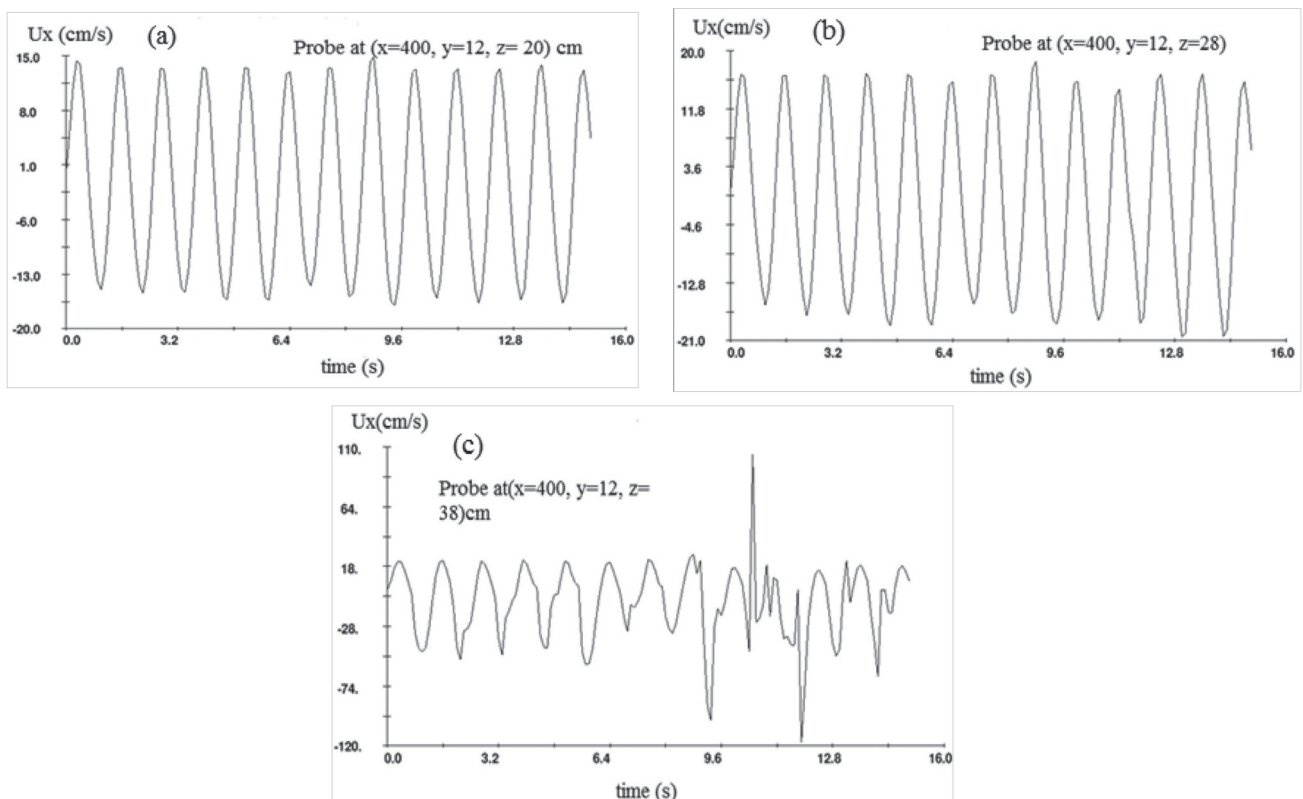 Ux (cm/s)
(a)
Probe at (x=400, y=12, z= 20) cm
15.0
8.0
1.0
-6.0
-13.0
-20.0
0.0 3.2 6.4 9.6 12.8 16.0
time (s)
Ux(cm/s)
(b)
Probe at (x=400, y=12, z=28)
20.0
11.8
3.6
-4.6
-12.8
-21.0
0.0 3.2 6.4 9.6 12.8 16.0
time (s)
Ux(cm/s)
(c)
Probe at(x=400, y=12, z=
38)cm
110.
64.
18.
-28.
-74.
-120.
0.0 3.2 6.4 9.6 12.8 16.0
time (s)